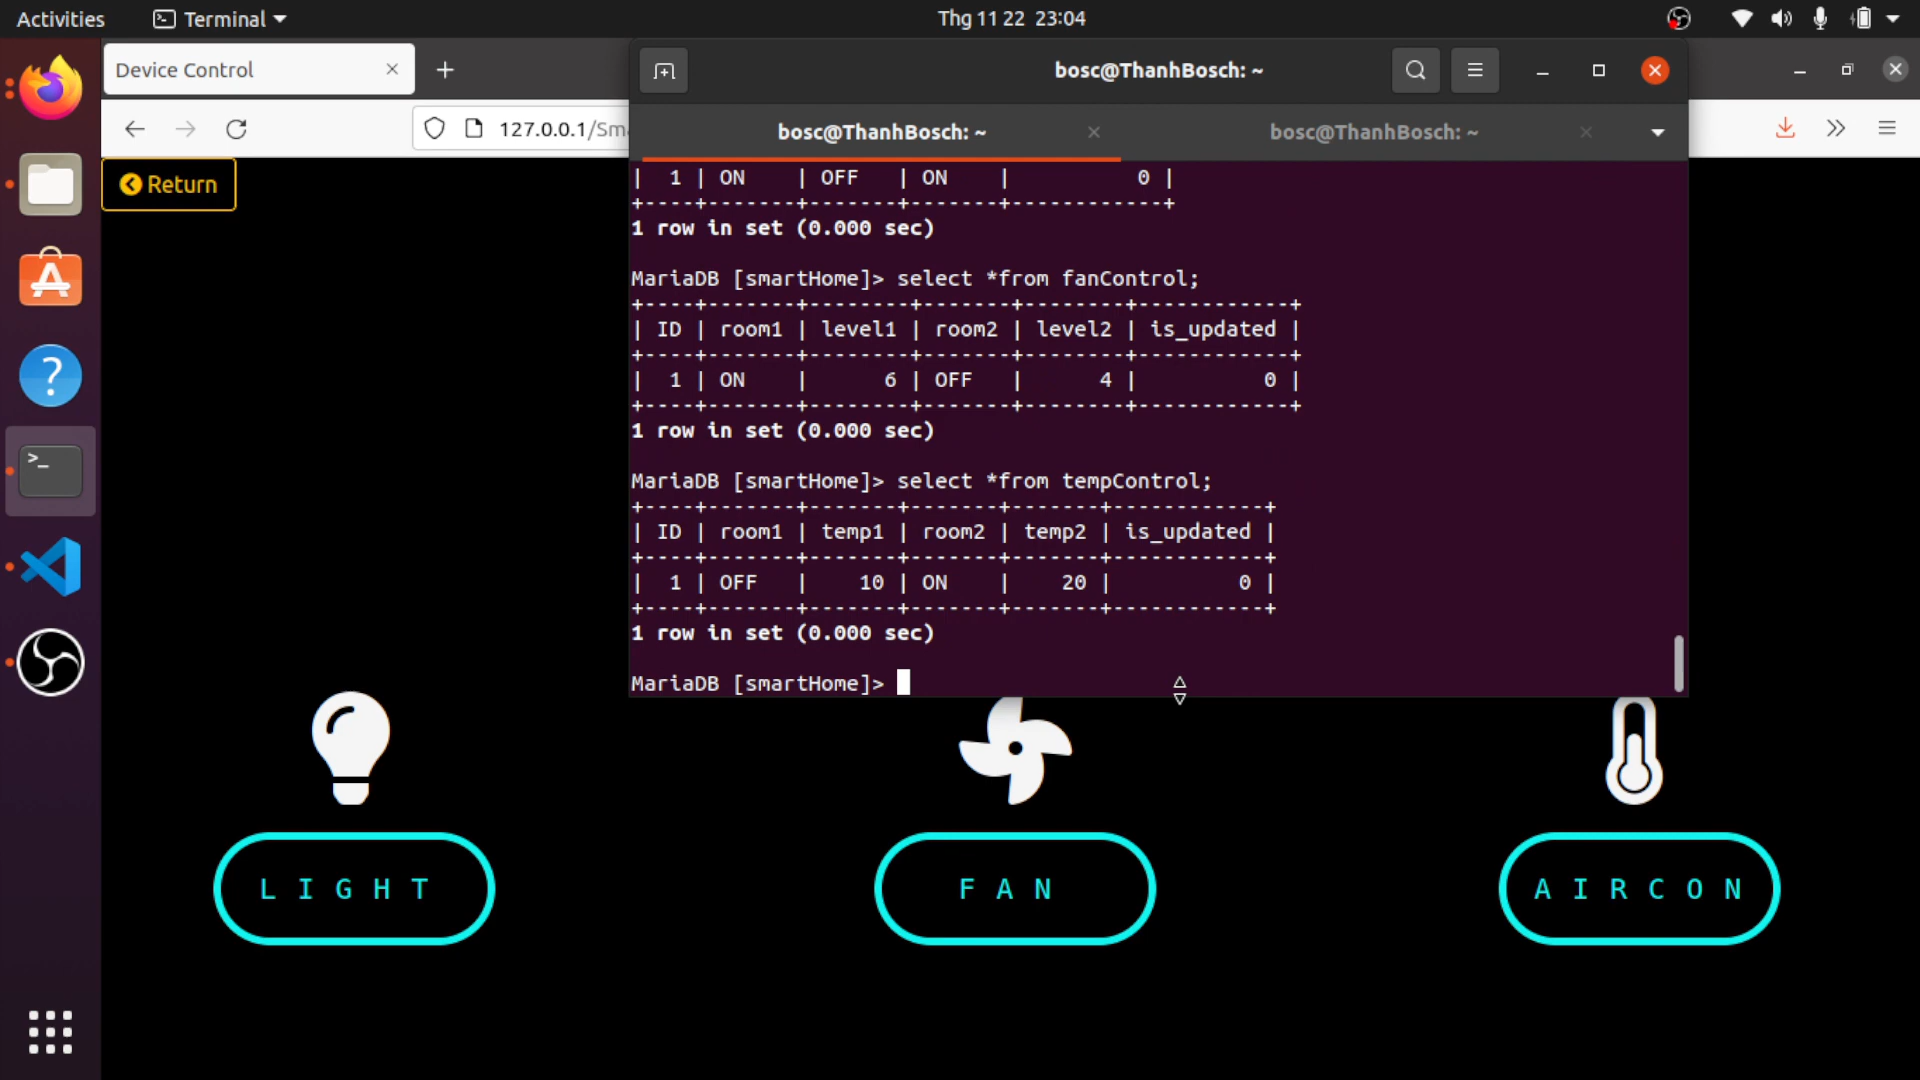 Activities
Terminal
Thg 11 22 23:04
Device Control
127.0.0.1/Sm
Return
bosc@ThanhBosch: ~
bosc@ThanhBosch: ~
bosc@ThanhBosch: ~
|  1 | ON    | OFF   | ON    |          0 |
+----+-------+-------+-------+------------+
1 row in set (0.000 sec)
MariaDB [smartHome]> select *from fanControl;
+----+-------+--------+-------+--------+------------+
| ID | room1 | level1 | room2 | level2 | is_updated |
+----+-------+--------+-------+--------+------------+
|  1 | ON    |      6 | OFF   |      4 |          0 |
+----+-------+--------+-------+--------+------------+
1 row in set (0.000 sec)
MariaDB [smartHome]> select *from tempControl;
+----+-------+-------+-------+-------+------------+
| ID | room1 | temp1 | room2 | temp2 | is_updated |
+----+-------+-------+-------+-------+------------+
|  1 | OFF   |    10 | ON    |    20 |          0 |
+----+-------+-------+-------+-------+------------+
1 row in set (0.000 sec)
MariaDB [smartHome]>
LIGHT
FAN
AIRCON